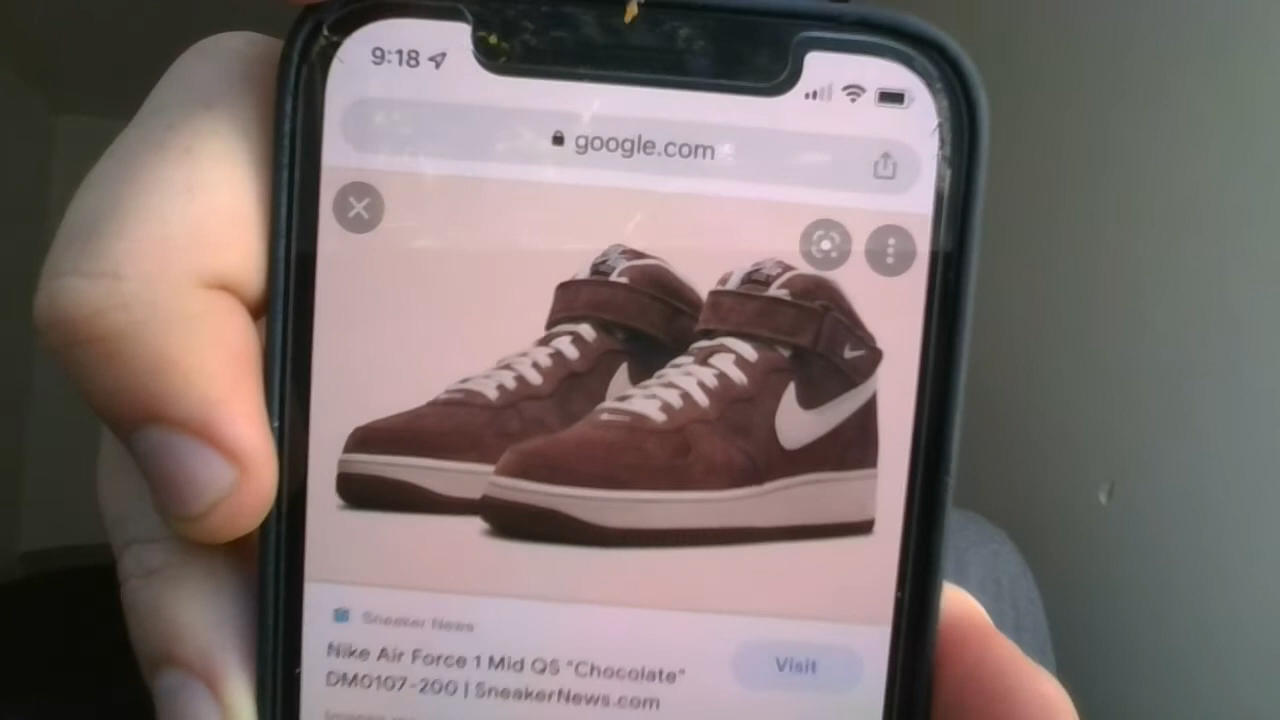 9:18
google.com
Sneaker News
Nike Air Force 1 Mid QS "Chocolate"
DM0107-200 | SneakerNews.com
Visit